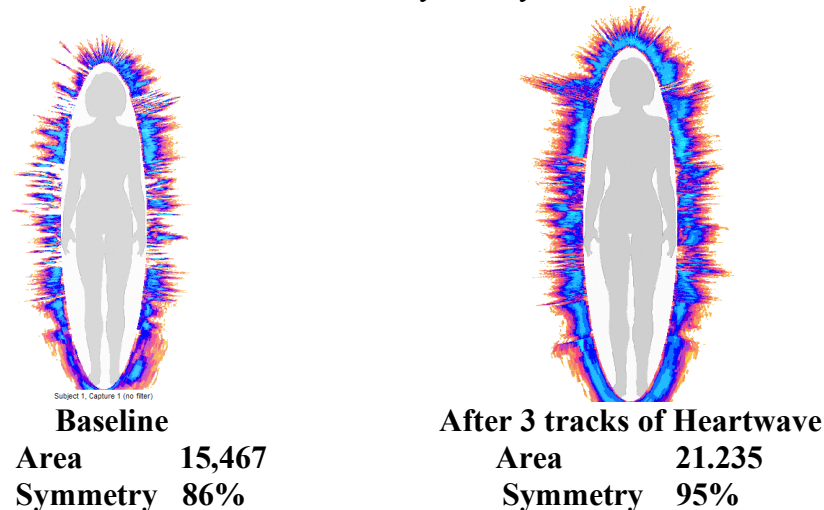 Subject 1, Capture 1 (no filter)
Baseline
Area 15,467
Symmetry 86%
After 3 tracks of Heartwave
Area 21.235
Symmetry 95%